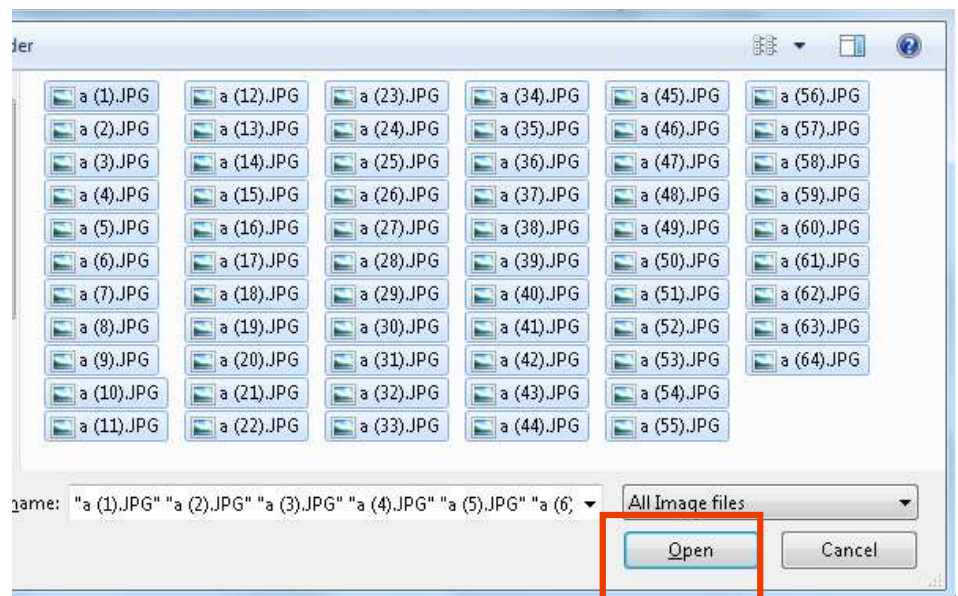 der
a (1).JPG a (12).JPG a (23).JPG a (34).JPG a (45).JPG a (56).JPG
a (2).JPG a (13).JPG a (24).JPG a (35).JPG a (46).JPG a (57).JPG
a (3).JPG a (14).JPG a (25).JPG a (36).JPG a (47).JPG a (58).JPG
a (4).JPG a (15).JPG a (26).JPG a (37).JPG a (48).JPG a (59).JPG
a (5).JPG a (16).JPG a (27).JPG a (38).JPG a (49).JPG a (60).JPG
a (6).JPG a (17).JPG a (28).JPG a (39).JPG a (50).JPG a (61).JPG
a (7).JPG a (18).JPG a (29).JPG a (40).JPG a (51).JPG a (62).JPG
a (8).JPG a (19).JPG a (30).JPG a (41).JPG a (52).JPG a (63).JPG
a (9).JPG a (20).JPG a (31).JPG a (42).JPG a (53).JPG a (64).JPG
a (10).JPG a (21).JPG a (32).JPG a (43).JPG a (54).JPG
a (11).JPG a (22).JPG a (33).JPG a (44).JPG a (55).JPG
name: "a (1).JPG" "a (2).JPG" "a (3).JPG" "a (4).JPG" "a (5).JPG" "a (6) All Image files
Open Cancel